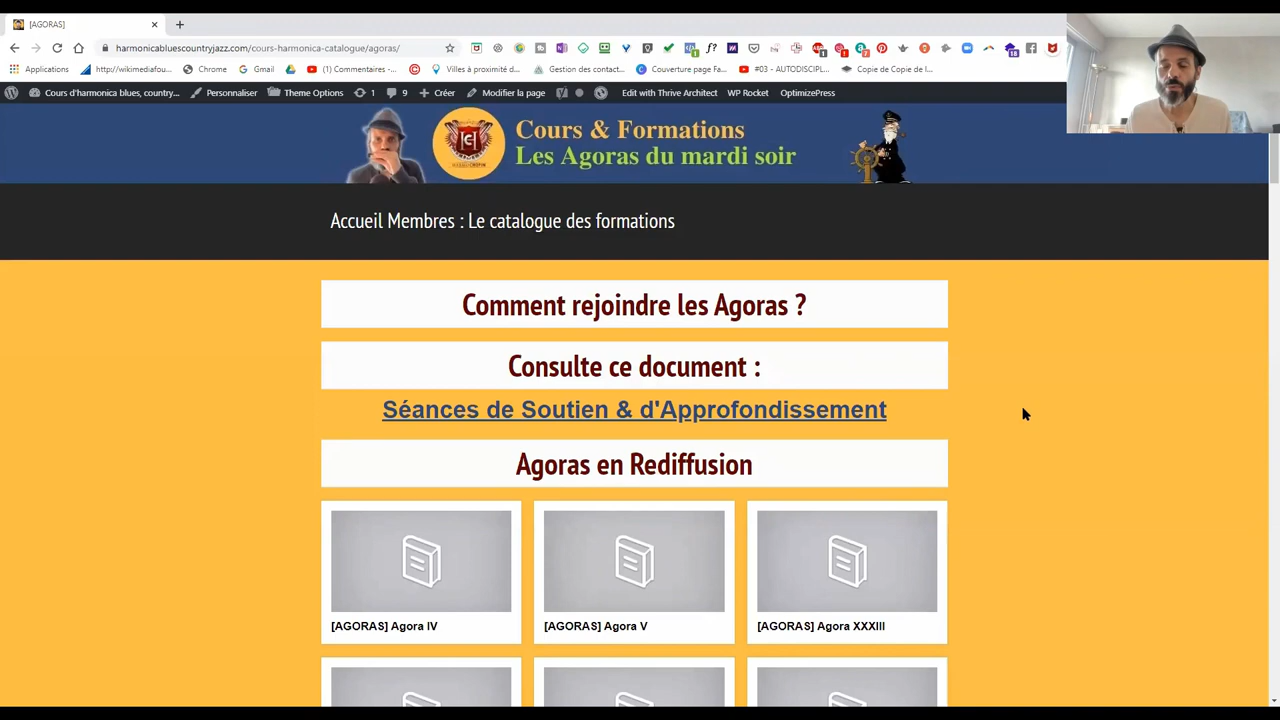 [AGORAS]
harmonicabluescountryjazz.com/cours-harmonica-catalogue/agoras/
Applications
http://wikimediafou...
Chrome
Gmail
(1) Commentaires -...
Villes à proximité d...
Gestion des contact...
Couverture page Fa...
#03 - AUTODISCIPL...
Copie de Copie de l...
Cours d'harmonica blues, country...
Personnaliser
Theme Options
1
9
Créer
Modifier la page
Edit with Thrive Architect
WP Rocket
OptimizePress
Cours & Formations
Les Agoras du mardi soir
Accueil Membres : Le catalogue des formations
Comment rejoindre les Agoras ?
Consulte ce document :
Séances de Soutien & d'Approfondissement
Agoras en Rediffusion
[AGORAS] Agora IV
[AGORAS] Agora V
[AGORAS] Agora XXXIII